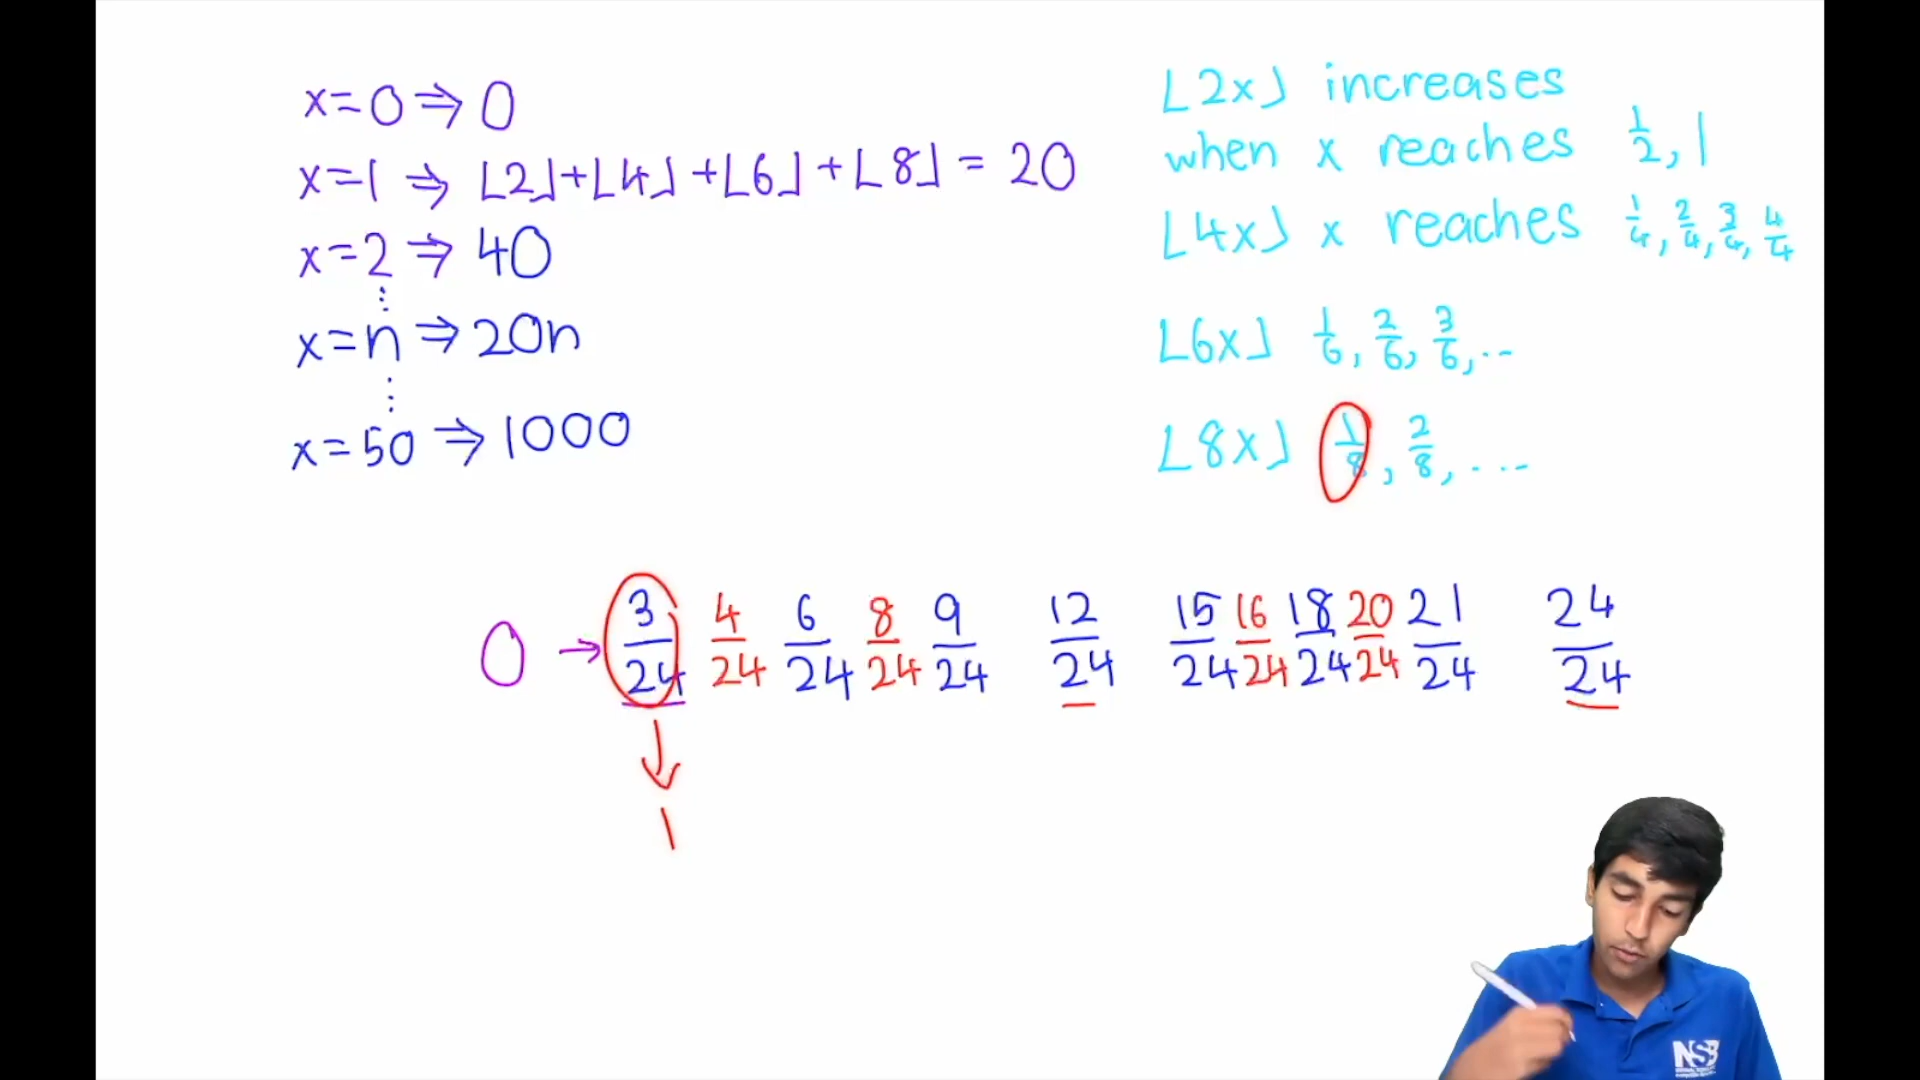 x=0⇒0
x=1⇒⌊2⌋+⌊4⌋+⌊6⌋+⌊8⌋=20
x=2⇒40
⋮
x=n⇒20n
⋮
x=50⇒1000
⌊2x⌋ increases
when x reaches 1/2, 1
⌊4x⌋ x reaches 1/4, 2/4, 3/4, 4/4
⌊6x⌋ 1/6, 2/6, 3/6, ...
⌊8x⌋ 1/8, 2/8, ....
0 → 3/24 4/24 6/24 8/24 9/24 12/24 15/24 16/24 18/24 20/24 21/24 24/24
↓
1
NSB